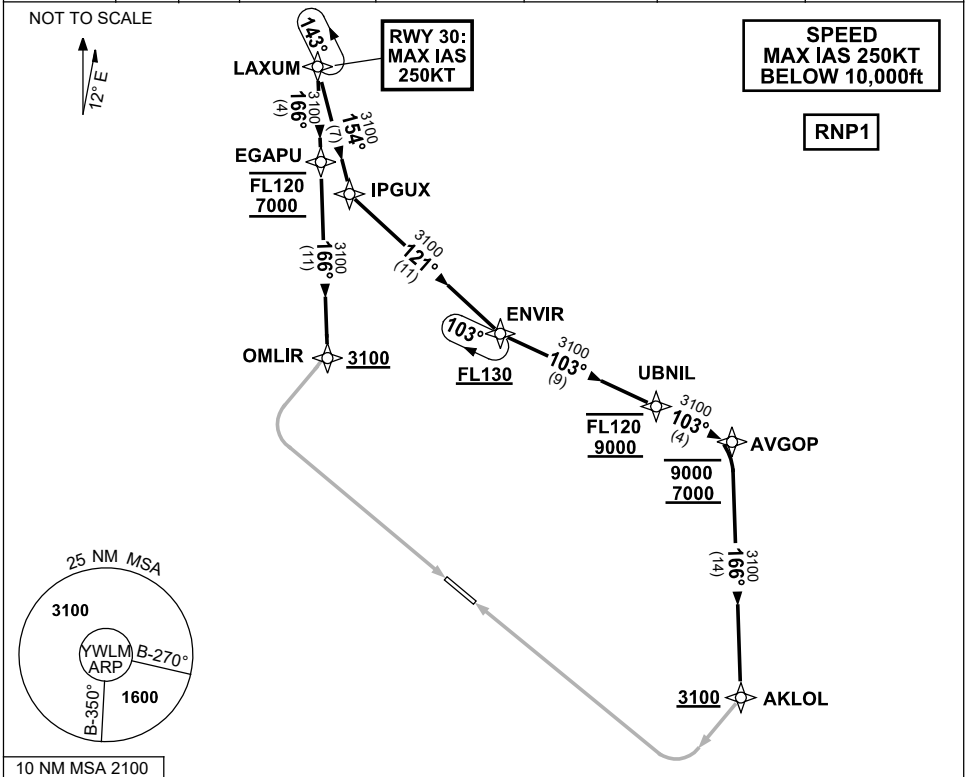 NOT TO SCALE
12° E
143°
LAXUM
RWY 30:
MAX IAS
250KT
SPEED
MAX IAS 250KT
BELOW 10,000ft
RNP1
3100
166°
(4)
3100
154°
(7)
EGAPU
FL120
7000
IPGUX
3100
166°
(11)
3100
121°
(11)
ENVIR
103°
FL130
OMLIR
3100
3100
103°
(9)
UBNIL
FL120
9000
3100
103°
(4)
AVGOP
9000
7000
3100
166°
(14)
3100
AKLOL
25 NM MSA
3100
YWLM
ARP
B-270°
B-350°
1600
10 NM MSA 2100